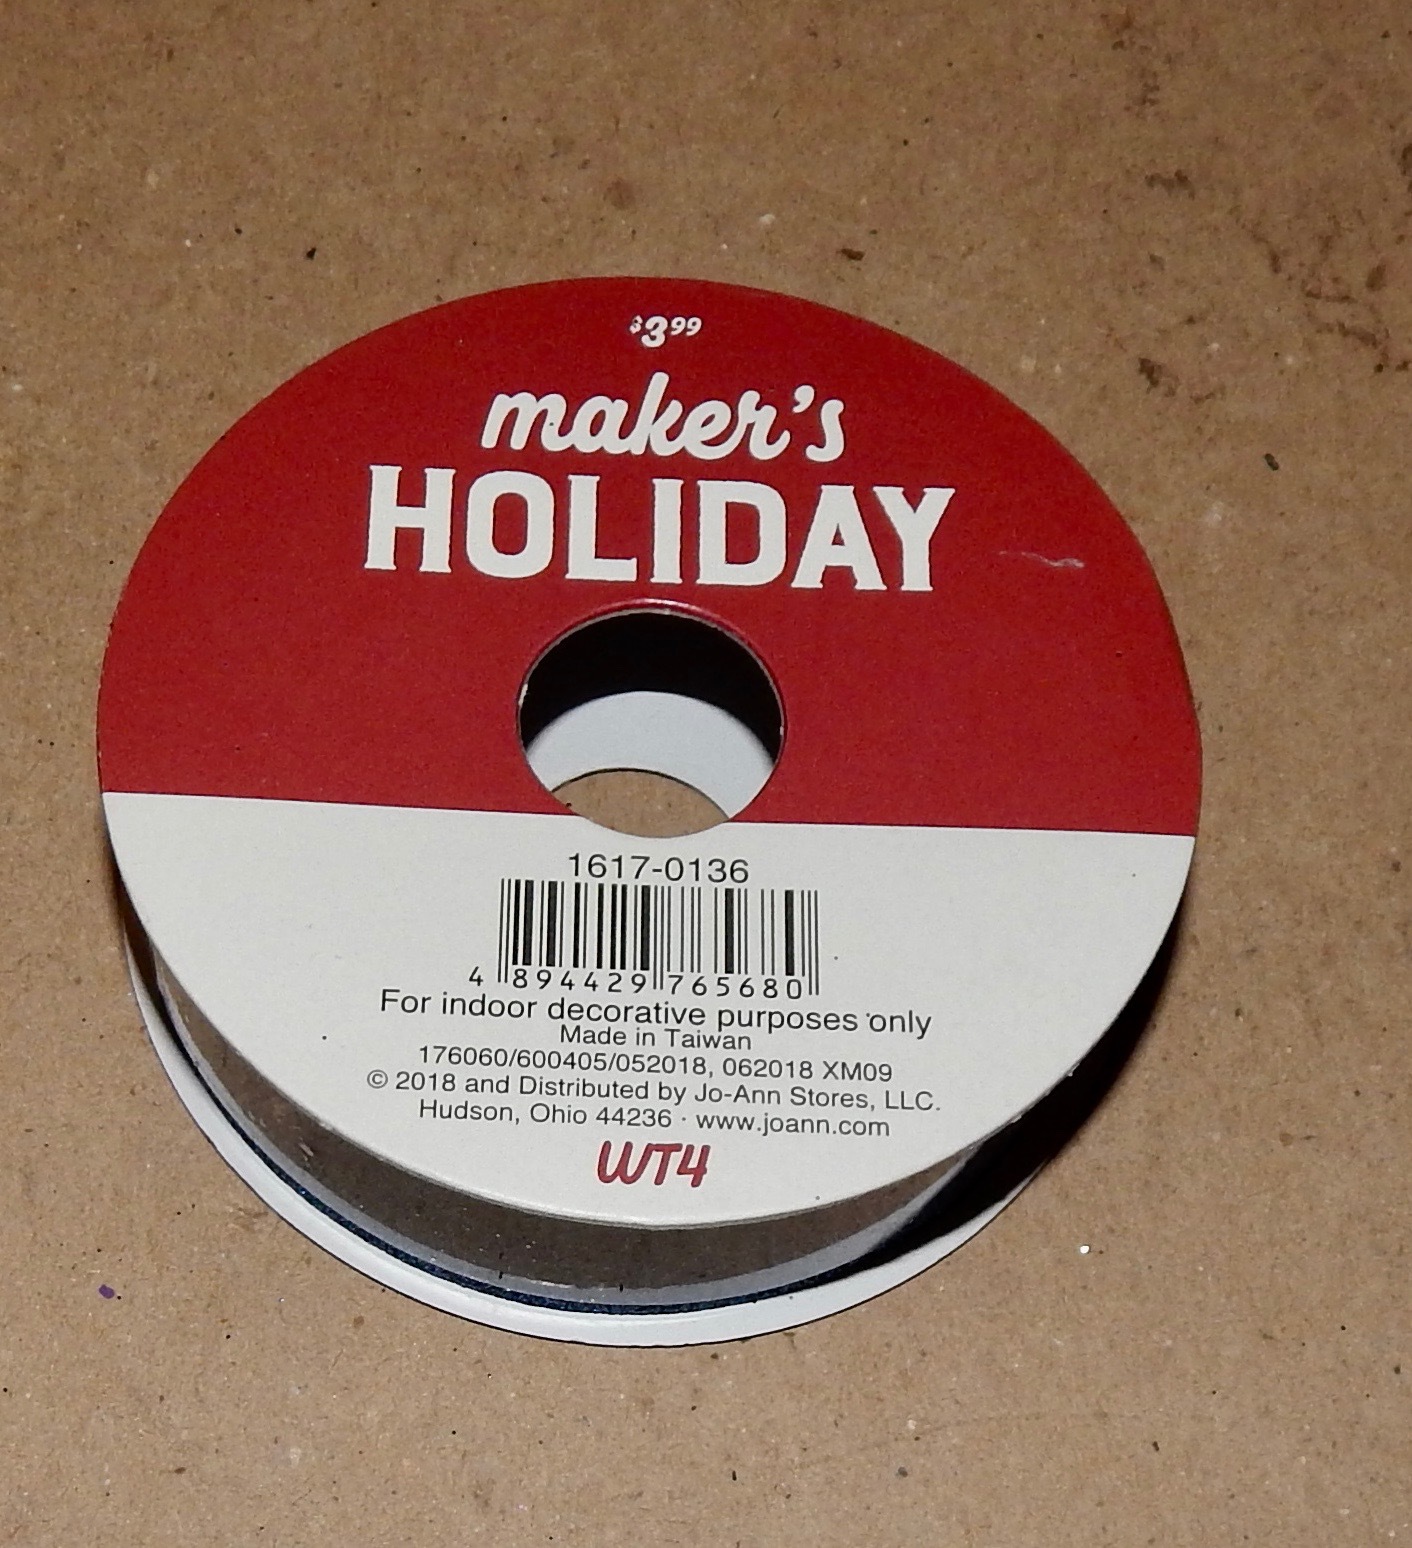 $3.99
maker's
HOLIDAY
1617-0136
4 894429 765680
For indoor decorative purposes only
Made in Taiwan
176060/600405/052018, 062018 XM09
© 2018 and Distributed by Jo-Ann Stores, LLC.
Hudson, Ohio 44236 · www.joann.com
WT4